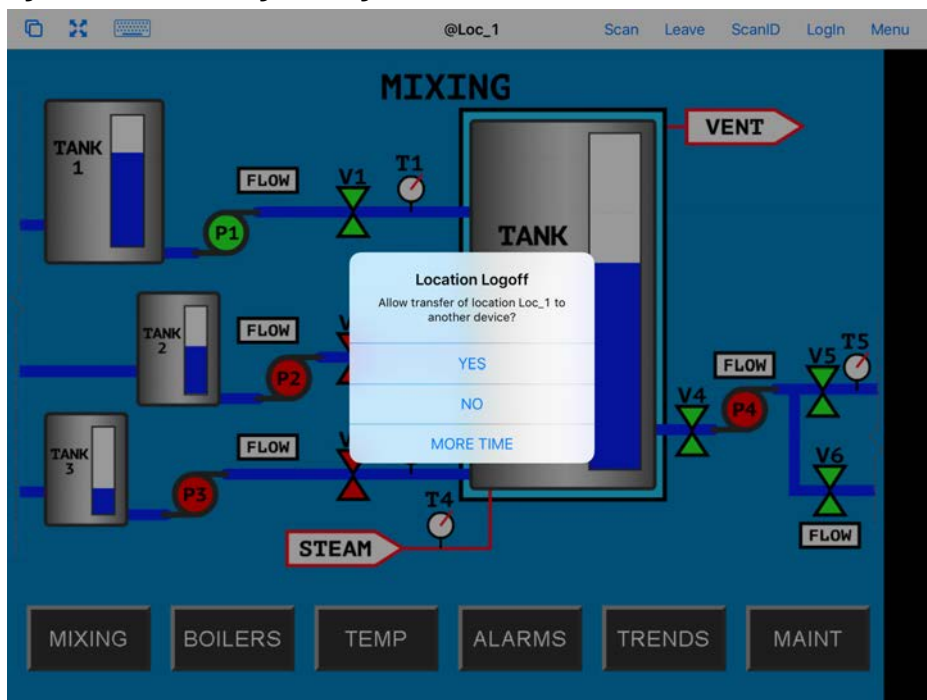 @Loc_1
Scan
Leave
ScanID
LogIn
Menu
MIXING
VENT
TANK
1
FLOW
V1
T1
P1
TANK
Location Logoff
Allow transfer of location Loc_1 to
another device?
YES
NO
MORE TIME
TANK
2
FLOW
P2
V
FLOW
V5
T5
V4
P4
TANK
3
FLOW
V
P3
V6
T4
STEAM
FLOW
MIXING
BOILERS
TEMP
ALARMS
TRENDS
MAINT